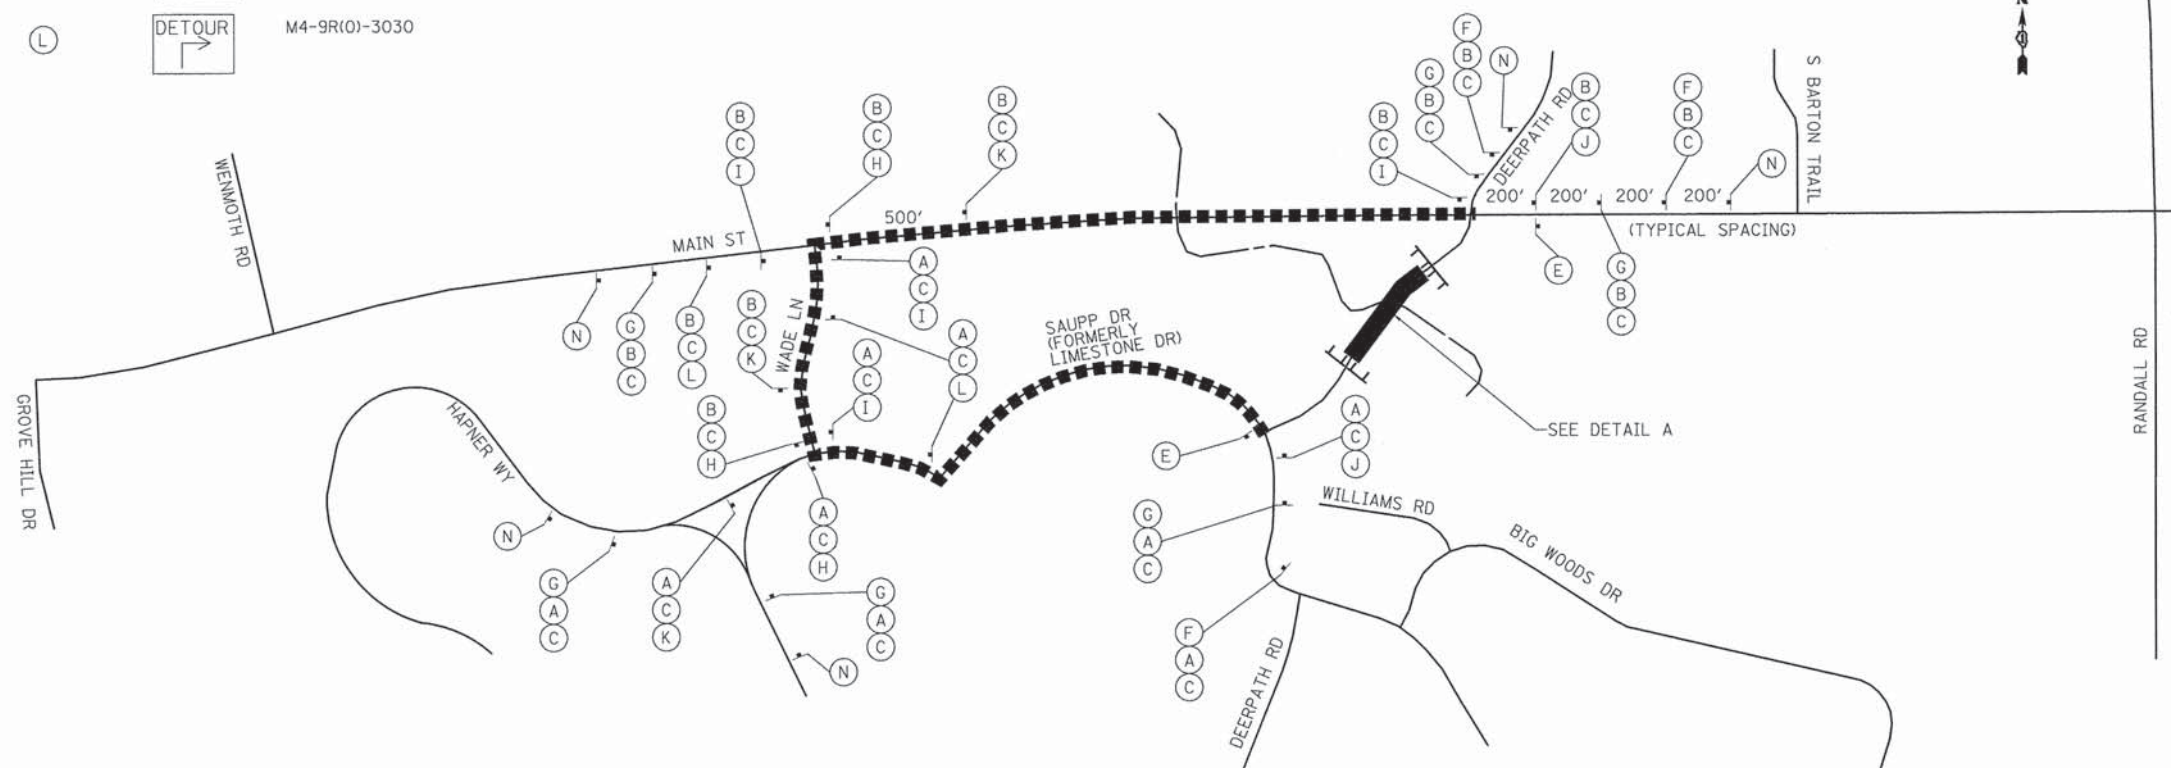 L
DETOUR
M4-9R(O)-3030
N
F
B
C
N
G
B
C
B
C
I
B
C
J
F
B
C
N
DEERPATH RD
S BARTON TRAIL
B
C
I
B
C
H
B
C
K
WENMOTH RD
MAIN ST
500'
200'
200'
200'
200'
(TYPICAL SPACING)
E
G
B
C
N
G
B
C
B
C
L
B
C
K
WADE LN
A
C
I
A
C
I
A
C
L
SAUPP DR
(FORMERLY
LIMESTONE DR)
RANDALL RD
SEE DETAIL A
GROVE HILL DR
HAPNER WY
B
C
H
E
A
C
J
WILLIAMS RD
BIG WOODS DR
N
G
A
C
A
C
K
A
C
H
G
A
C
N
G
A
C
F
A
C
DEERPATH RD